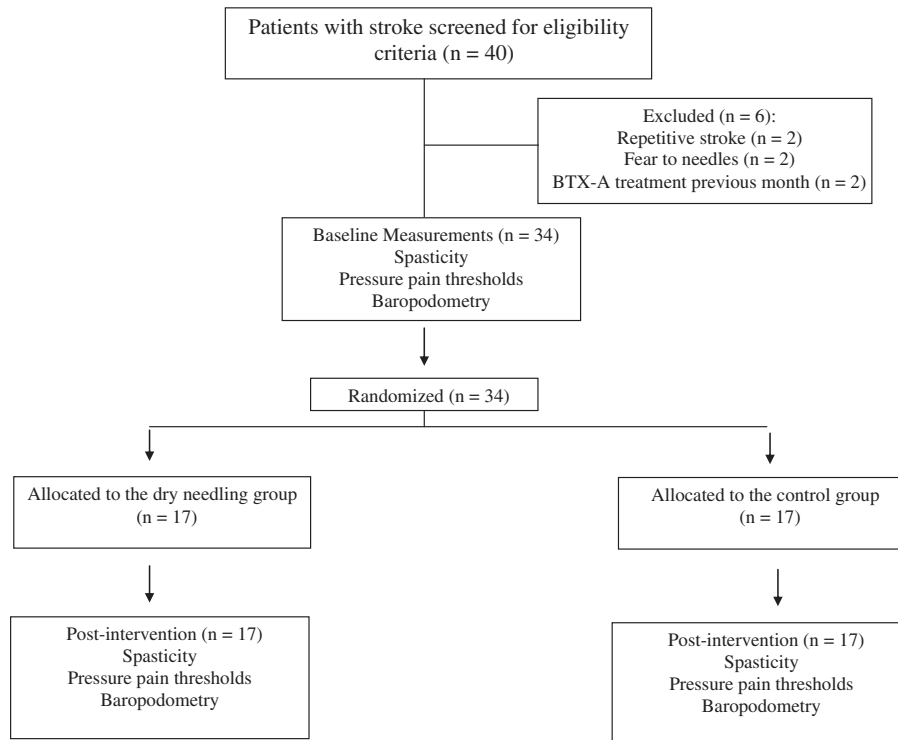 Patients with stroke screened for eligibility
criteria (n = 40)
Excluded (n = 6):
Repetitive stroke (n = 2)
Fear to needles (n = 2)
BTX-A treatment previous month (n = 2)
Baseline Measurements (n = 34)
Spasticity
Pressure pain thresholds
Baropodometry
Randomized (n = 34)
Allocated to the dry needling group
(n = 17)
Allocated to the control group
(n = 17)
Post-intervention (n = 17)
Spasticity
Pressure pain thresholds
Baropodometry
Post-intervention (n = 17)
Spasticity
Pressure pain thresholds
Baropodometry